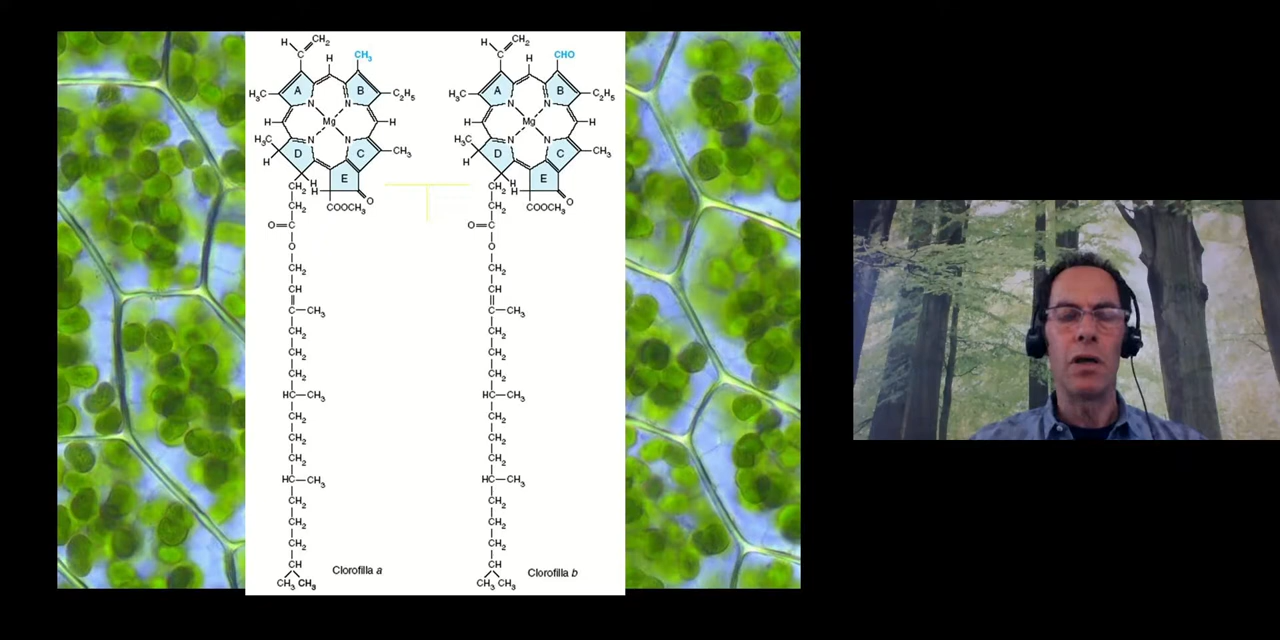 H CH₂
C H CH₃
A B
H₃C N N C₂H₅
H Mg H
H₃C N N
H D C CH₃
E
CH₂ H H O
CH₂ COOCH₃
O C
O
CH₂
CH
C—CH₃
CH₂
CH₂
CH₂
HC—CH₃
CH₂
CH₂
CH₂
HC—CH₃
CH₂
CH₂
CH₂
CH
CH₃ CH₃
Clorofilla a
H CH₂
C H CHO
A B
H₃C N N C₂H₅
H Mg H
H₃C N N
H D C CH₃
E
CH₂ H H O
CH₂ COOCH₃
O C
O
CH₂
CH
C—CH₃
CH₂
CH₂
CH₂
HC—CH₃
CH₂
CH₂
CH₂
HC—CH₃
CH₂
CH₂
CH₂
CH
CH₃ CH₃
Clorofilla b